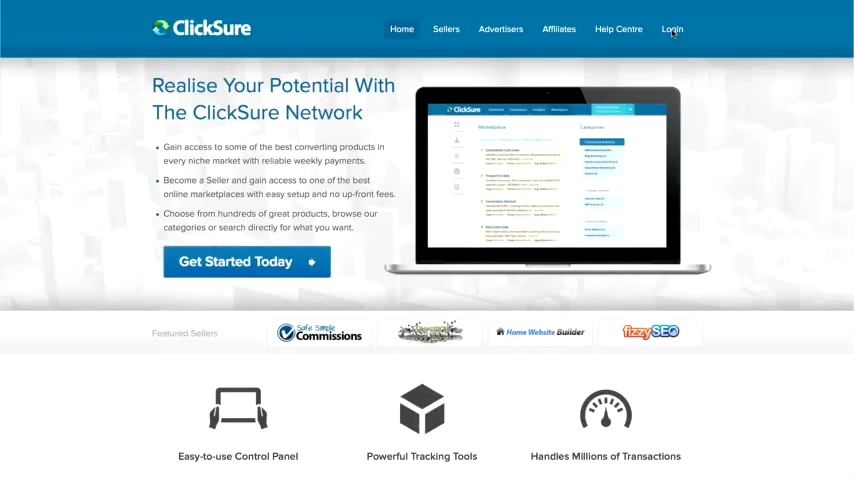 ClickSure
Home Sellers Advertisers Affiliates Help Centre Login
Realise Your Potential With
The ClickSure Network
Gain access to some of the best converting products in
every niche market with reliable weekly payments.
Become a Seller and gain access to one of the best
online marketplaces with easy setup and no up-front fees.
Choose from hundreds of great products, browse our
categories or search directly for what you want.
Get Started Today
ClickSure
Marketplace
Categories
Featured Sellers
Safe Simple
Commissions
Home Website Builder
fizzySEO
Easy-to-use Control Panel
Powerful Tracking Tools
Handles Millions of Transactions